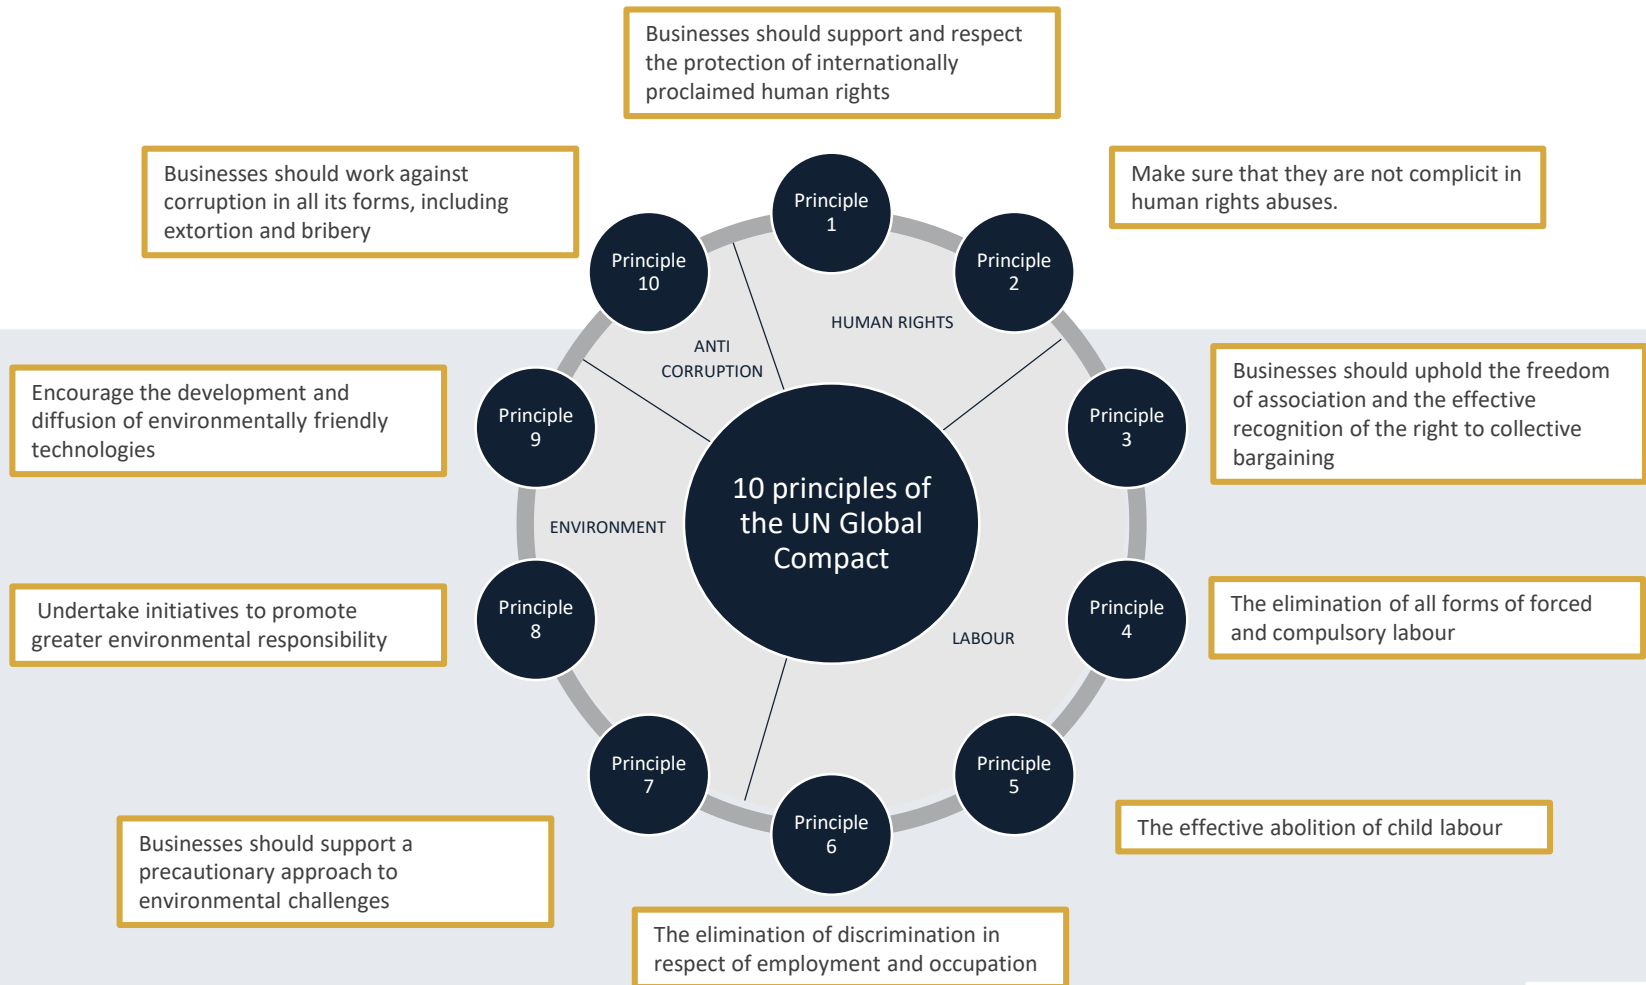 Businesses should support and respect
the protection of internationally
proclaimed human rights
Businesses should work against
corruption in all its forms, including
extortion and bribery
Make sure that they are not complicit in
human rights abuses.
Principle
1
Principle
2
Principle
10
HUMAN RIGHTS
ANTI
CORRUPTION
Encourage the development and
diffusion of environmentally friendly
technologies
Principle
9
Principle
3
Businesses should uphold the freedom
of association and the effective
recognition of the right to collective
bargaining
10 principles of
the UN Global
Compact
ENVIRONMENT
Undertake initiatives to promote
greater environmental responsibility
Principle
8
LABOUR
Principle
4
The elimination of all forms of forced
and compulsory labour
Principle
7
Principle
5
Principle
6
The effective abolition of child labour
Businesses should support a
precautionary approach to
environmental challenges
The elimination of discrimination in
respect of employment and occupation